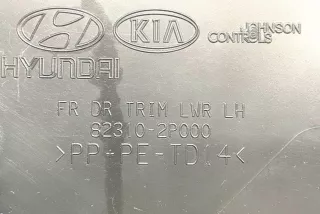 KIA
JOHNSON
CONTROLS
HYUNDAI
FR DR TRIM LWR LH
82310-2P000
>PP+PE-TD14<